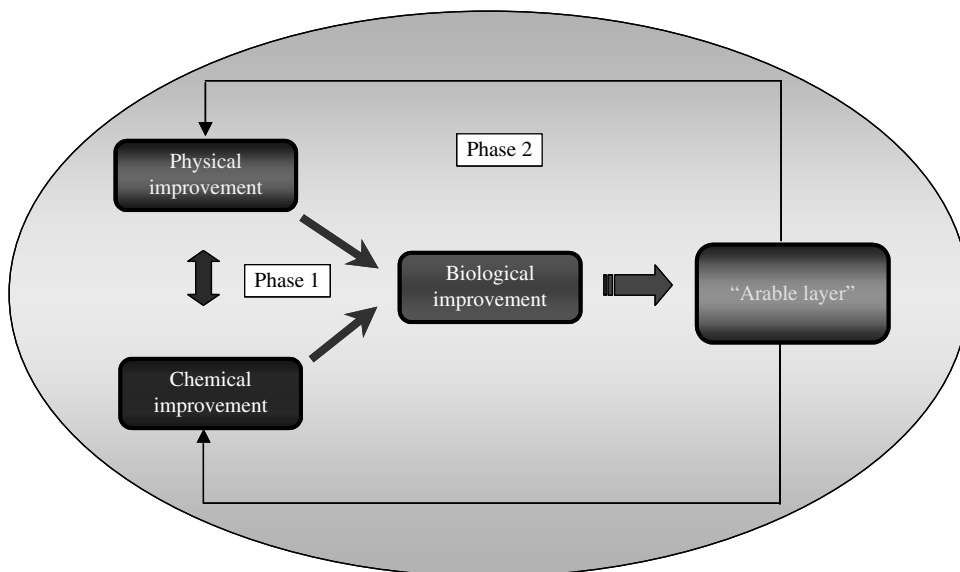 Phase 2
Physical
improvement
Phase 1
Biological
improvement
“Arable layer”
Chemical
improvement